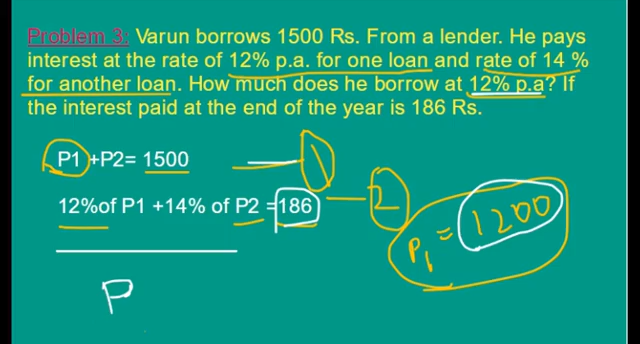 Problem 3: Varun borrows 1500 Rs. From a lender. He pays
interest at the rate of 12% p.a. for one loan and rate of 14 %
for another loan. How much does he borrow at 12% p.a? If
the interest paid at the end of the year is 186 Rs.
P1 +P2= 1500 — 1
12%of P1 +14% of P2 =186 — 2
P1 = 1200
P